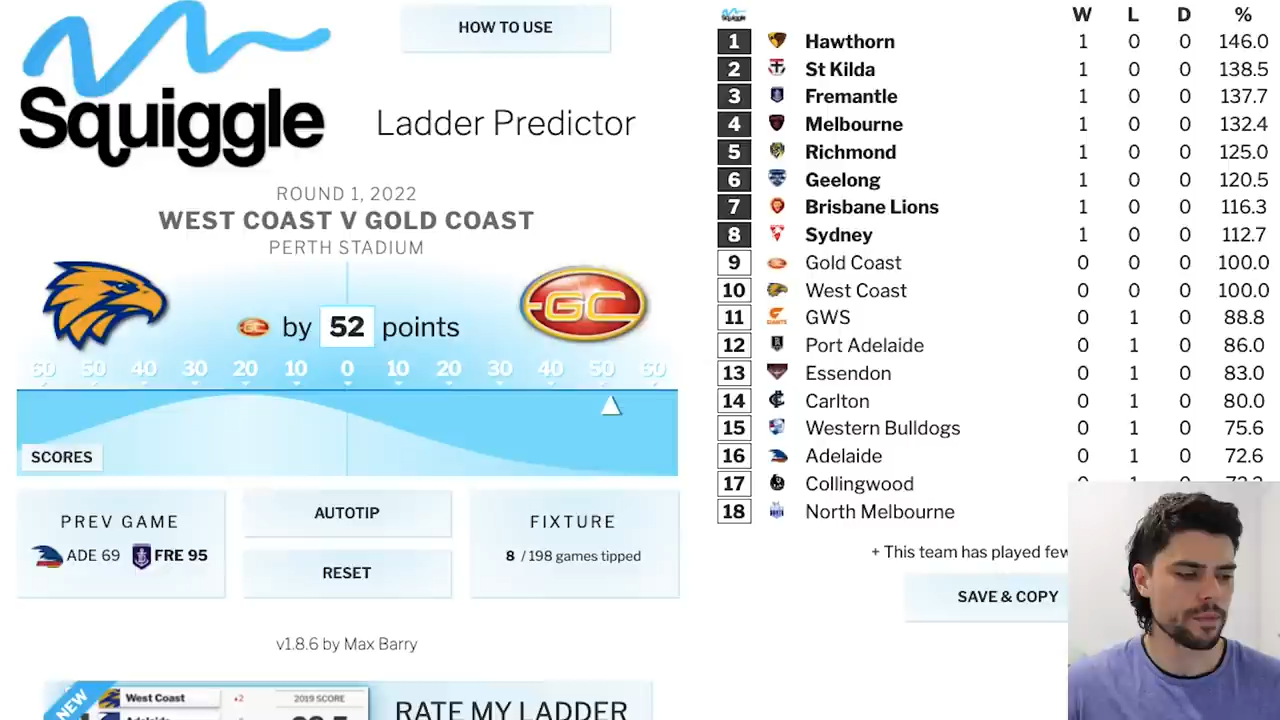 Squiggle
HOW TO USE
Ladder Predictor
ROUND 1, 2022
WEST COAST V GOLD COAST
PERTH STADIUM
GC
GC by 52 points
60 50 40 30 20 10 0 10 20 30 40 50 60
SCORES
PREV GAME
ADE 69 FRE 95
AUTOTIP
RESET
FIXTURE
8 / 198 games tipped
v1.8.6 by Max Barry
NEW
West Coast +2 2019 SCORE
Adelaide
RATE MY LADDER
Squiggle W L D %
1 Hawthorn 1 0 0 146.0
2 St Kilda 1 0 0 138.5
3 Fremantle 1 0 0 137.7
4 Melbourne 1 0 0 132.4
5 Richmond 1 0 0 125.0
6 Geelong 1 0 0 120.5
7 Brisbane Lions 1 0 0 116.3
8 Sydney 1 0 0 112.7
9 Gold Coast 0 0 0 100.0
10 West Coast 0 0 0 100.0
11 GWS 0 1 0 88.8
12 Port Adelaide 0 1 0 86.0
13 Essendon 0 1 0 83.0
14 Carlton 0 1 0 80.0
15 Western Bulldogs 0 1 0 75.6
16 Adelaide 0 1 0 72.6
17 Collingwood
18 North Melbourne
+ This team has played few
SAVE & COPY